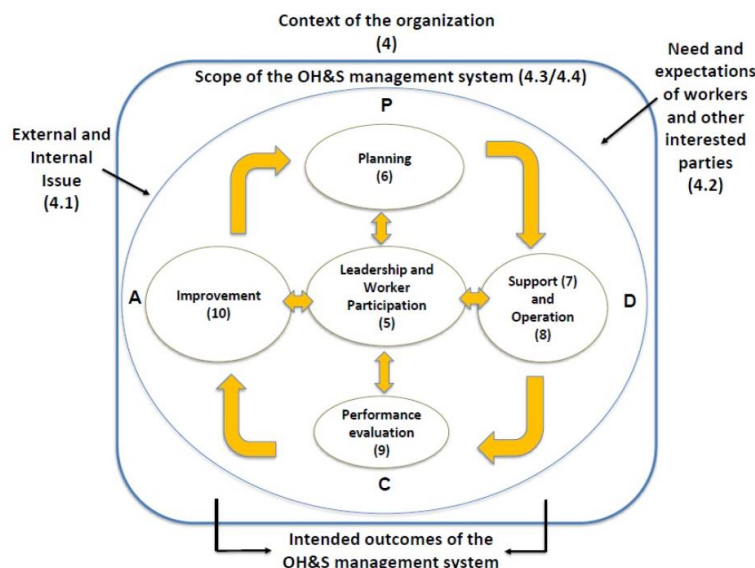 Context of the organization
(4)
Scope of the OH&S management system (4.3/4.4)
Need and
expectations
of workers
and other
interested
parties
(4.2)
External and
Internal
Issue
(4.1)
P
Planning
(6)
A
Improvement
(10)
Leadership and
Worker
Participation
(5)
Support (7)
and
Operation
(8)
D
Performance
evaluation
(9)
C
Intended outcomes of the
OH&S management system